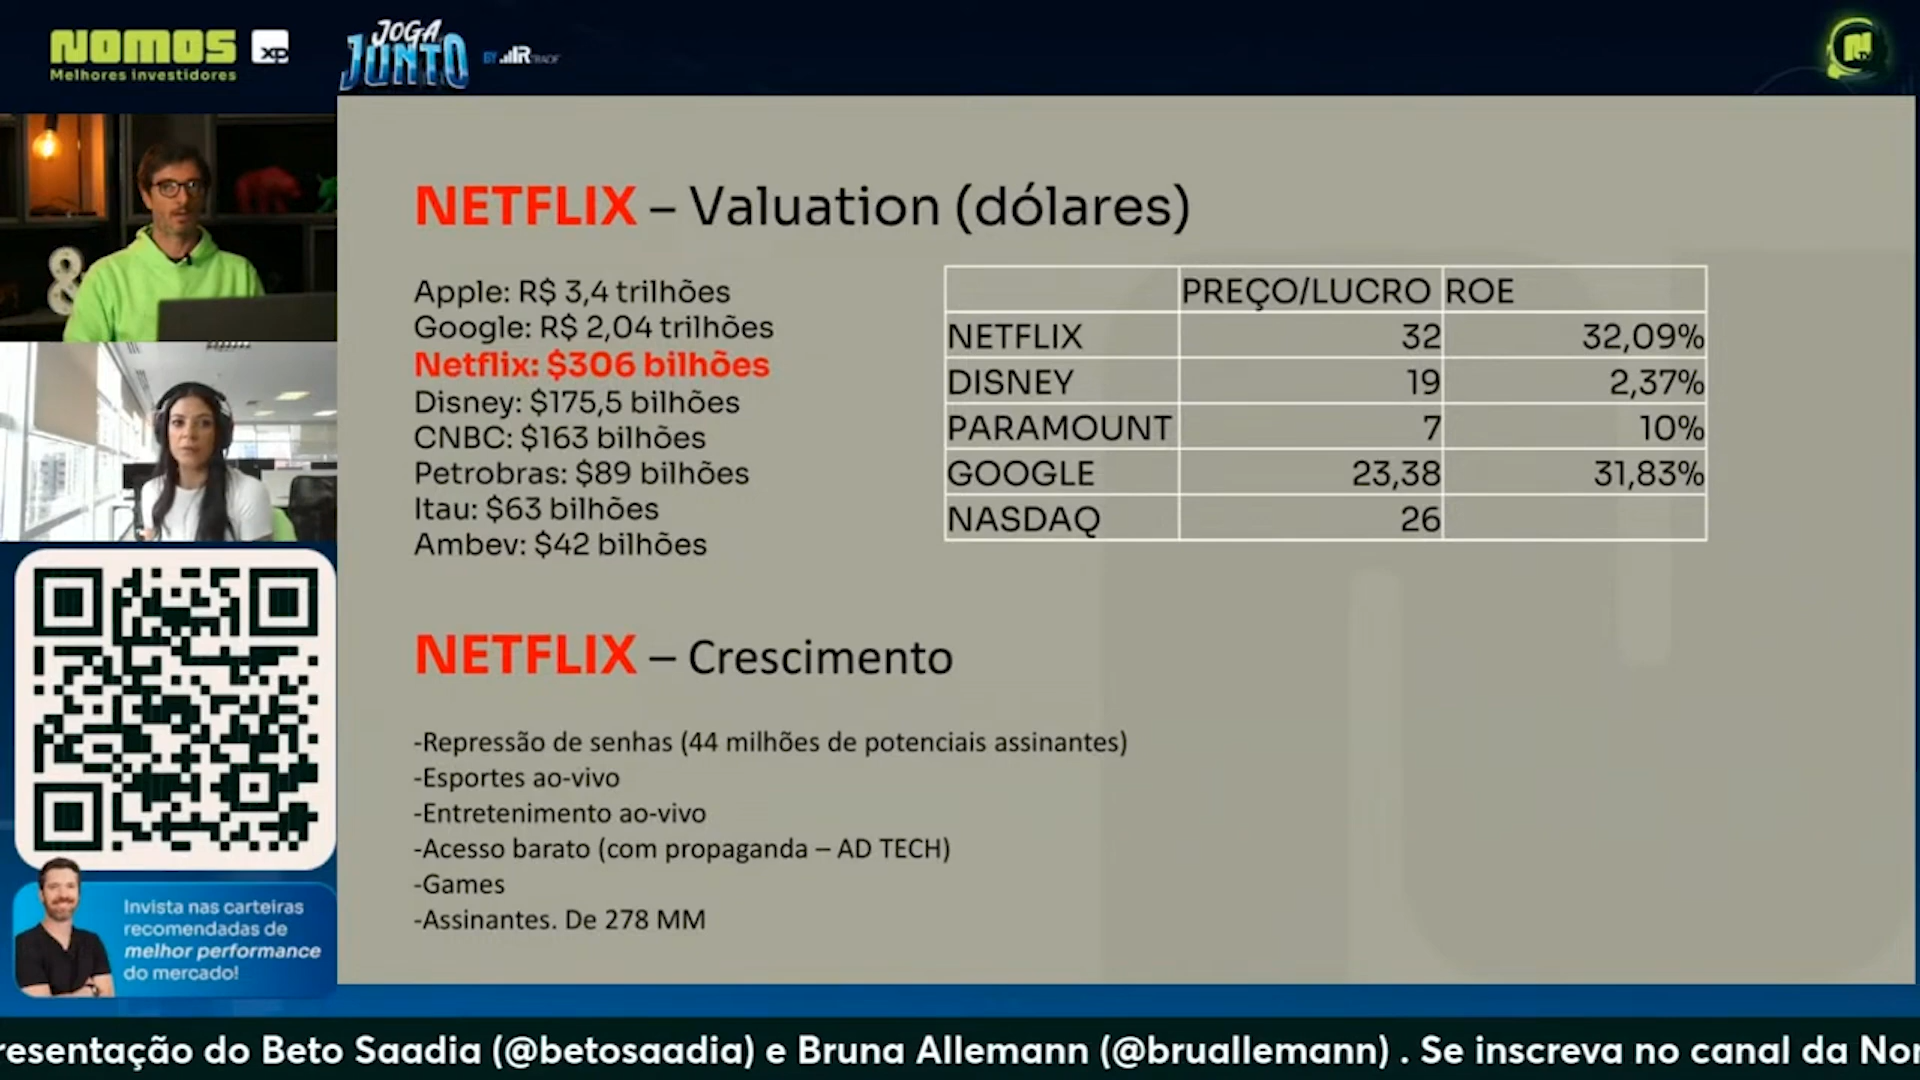 NOMOS
Melhores investidores
xp
JOGA
JUNTO
BY
TRADE
NETFLIX – Valuation (dólares)
Apple: R$ 3,4 trilhões
Google: R$ 2,04 trilhões
Netflix: $306 bilhões
Disney: $175,5 bilhões
CNBC: $163 bilhões
Petrobras: $89 bilhões
Itau: $63 bilhões
Ambev: $42 bilhões
PREÇO/LUCRO ROE
NETFLIX 32 32,09%
DISNEY 19 2,37%
PARAMOUNT 7 10%
GOOGLE 23,38 31,83%
NASDAQ 26
NETFLIX – Crescimento
-Repressão de senhas (44 milhões de potenciais assinantes)
-Esportes ao-vivo
-Entretenimento ao-vivo
-Acesso barato (com propaganda – AD TECH)
-Games
-Assinantes. De 278 MM
&
Invista nas carteiras
recomendadas de
melhor performance
do mercado!
resentação do Beto Saadia (@betosaadia) e Bruna Allemann (@bruallemann) . Se inscreva no canal da Nor